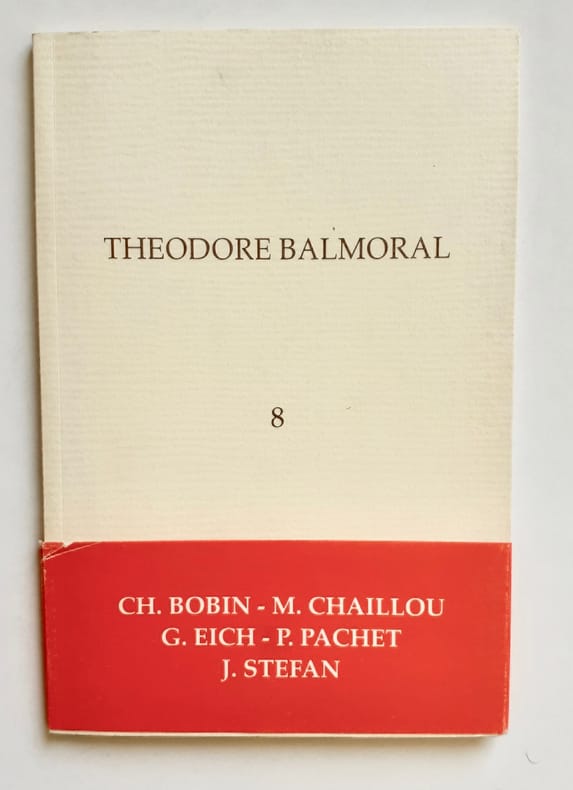 THEODORE BALMORAL
8
CH. BOBIN - M. CHAILLOU
G. EICH - P. PACHET
J. STEFAN